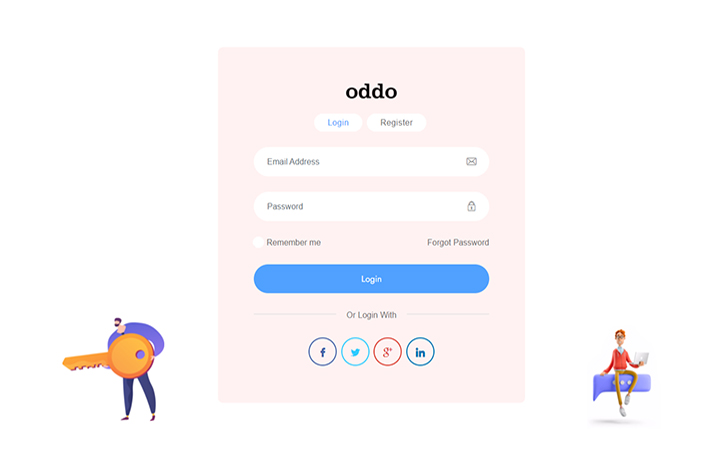 oddo
Login Register
Email Address
Password
Remember me Forgot Password
Login
Or Login With
f g+ in